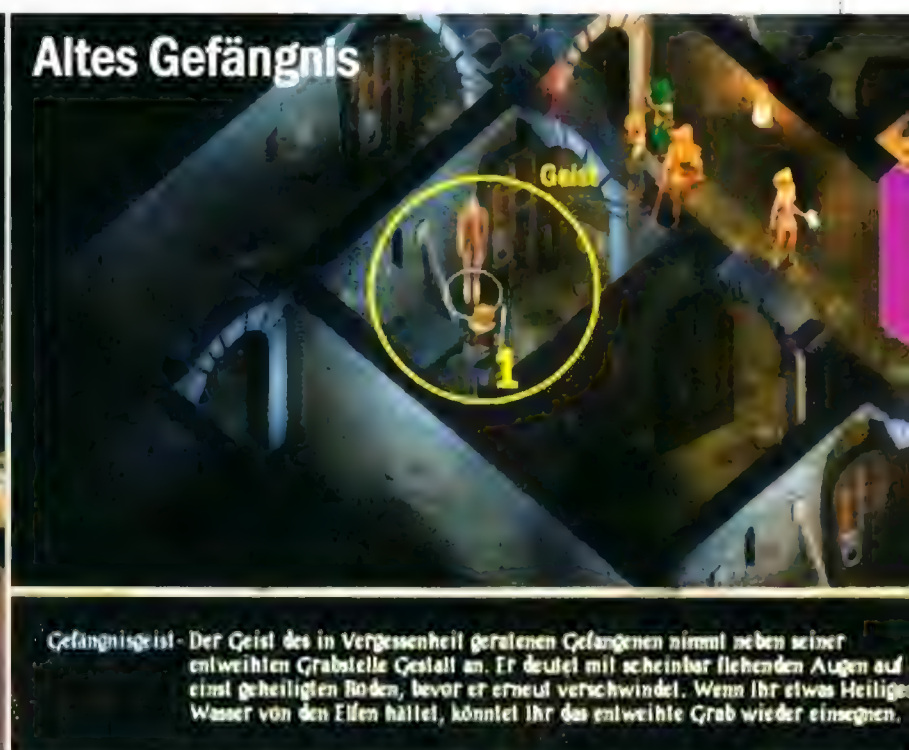 Altes Gefängnis
Geist
1
Gefängnisgeist - Der Geist des in Vergessenheit geratenen Gefangenen nimmt neben seiner
entweihten Grabstelle Gestalt an. Er deutet mit scheinbar flehenden Augen auf
einst geheiligten Boden, bevor er erneut verschwindet. Wenn Ihr etwas Heiliges
Wasser von den Elfen hättet, könntet Ihr das entweihte Grab wieder einsegnen.